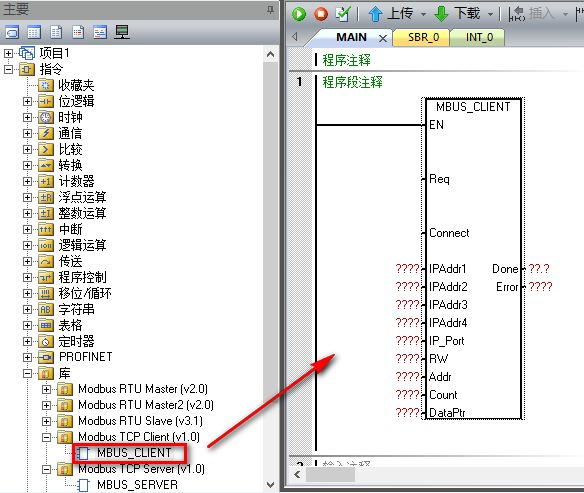 主要
项目1
指令
收藏夹
位逻辑
时钟
通信
比较
转换
计数器
浮点运算
整数运算
中断
逻辑运算
传送
程序控制
移位/循环
字符串
表格
定时器
PROFINET
库
Modbus RTU Master (v2.0)
Modbus RTU Master2 (v2.0)
Modbus RTU Slave (v3.1)
Modbus TCP Client (v1.0)
MBUS_CLIENT
Modbus TCP Server (v1.0)
MBUS_SERVER
上传 下载 插入
MAIN SBR_0 INT_0
程序注释
1 程序段注释
MBUS_CLIENT
EN
Req
Connect
???? IPAddr1 Done ??.?
???? IPAddr2 Error ????
???? IPAddr3
???? IPAddr4
???? IP_Port
???? RW
???? Addr
???? Count
???? DataPtr
2 输入注释